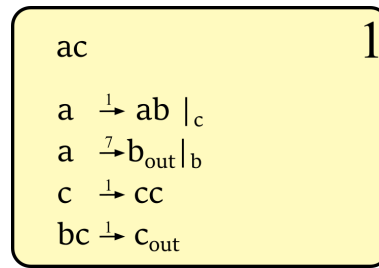 ac 1
a 1→ ab |c
a 7→ bout|b
c 1→ cc
bc 1→ cout